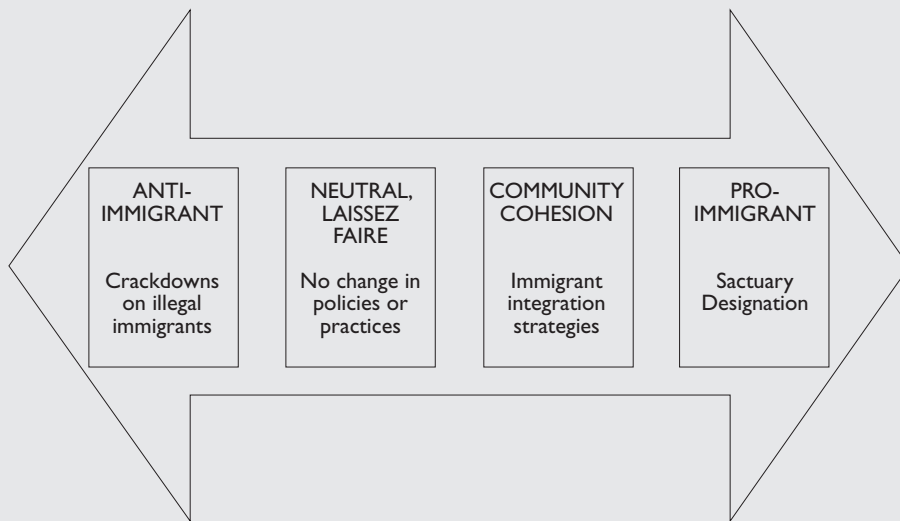 ANTI-
IMMIGRANT
Crackdowns
on illegal
immigrants
NEUTRAL,
LAISSEZ
FAIRE
No change in
policies or
practices
COMMUNITY
COHESION
Immigrant
integration
strategies
PRO-
IMMIGRANT
Sactuary
Designation